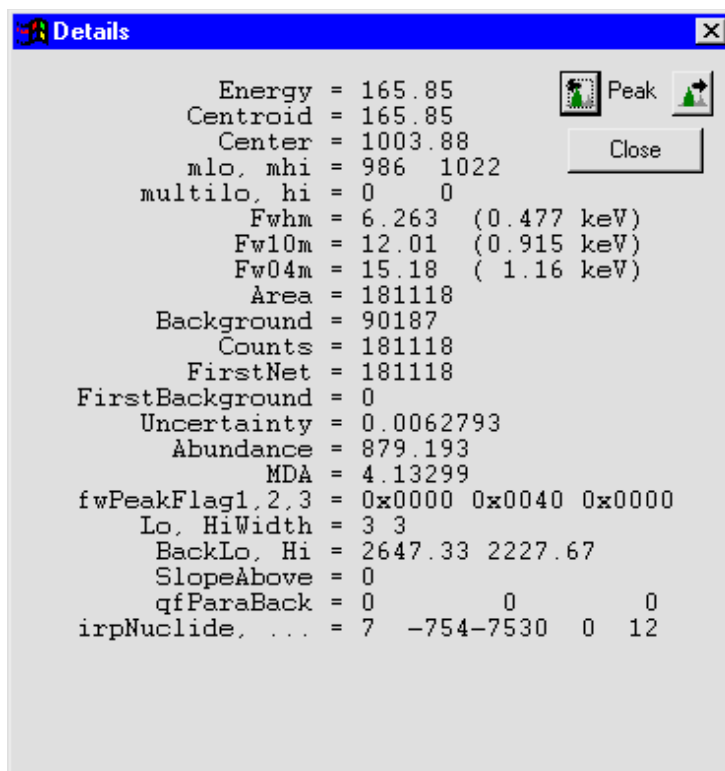 Details
Energy = 165.85
Peak
Centroid = 165.85
Center = 1003.88
Close
mlo, mhi = 986 1022
multilo, hi = 0 0
Fwhm = 6.263 (0.477 keV)
Fw10m = 12.01 (0.915 keV)
Fw04m = 15.18 ( 1.16 keV)
Area = 181118
Background = 90187
Counts = 181118
FirstNet = 181118
FirstBackground = 0
Uncertainty = 0.0062793
Abundance = 879.193
MDA = 4.13299
fwPeakFlag1,2,3 = 0x0000 0x0040 0x0000
Lo, HiWidth = 3 3
BackLo, Hi = 2647.33 2227.67
SlopeAbove = 0
qfParaBack = 0 0 0
irpNuclide, ... = 7 -754-7530 0 12